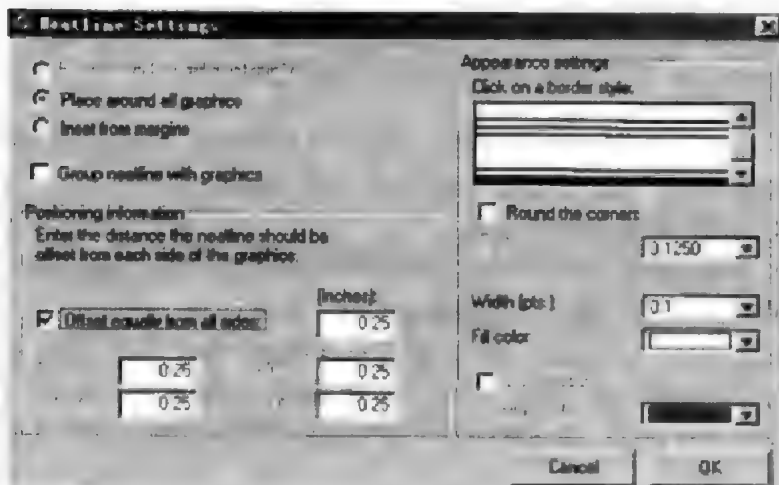 Neatline Settings
Place around all graphics
Inset from margins
Group neatline with graphics
Positioning information
Enter the distance the neatline should be
offset from each side of the graphics.
Offset equally from all sides
(inches):
0.25
0.25
0.25
0.25
0.25
Appearance settings
Click on a border style.
Round the corners
0.1250
Width (pts.)
0.1
Fill color
Cancel
OK